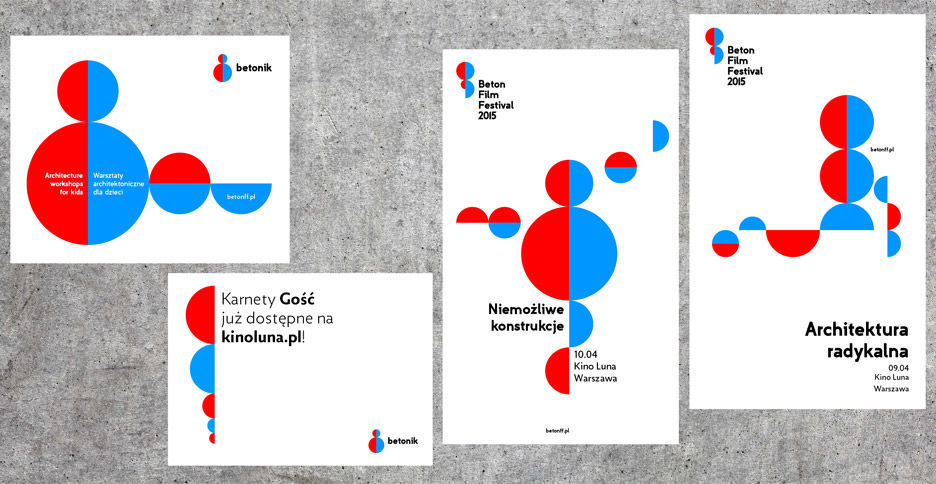 betonik
Architecture
workshops
for kids
Warsztaty
architektoniczne
dla dzieci
betonff.pl
Karnety Gość
już dostępne na
kinoluna.pl!
betonik
Beton
Film
Festival
2015
Niemożliwe
konstrukcje
10.04
Kino Luna
Warszawa
betonff.pl
Beton
Film
Festival
2015
betonff.pl
Architektura
radykalna
09.04
Kino Luna
Warszawa